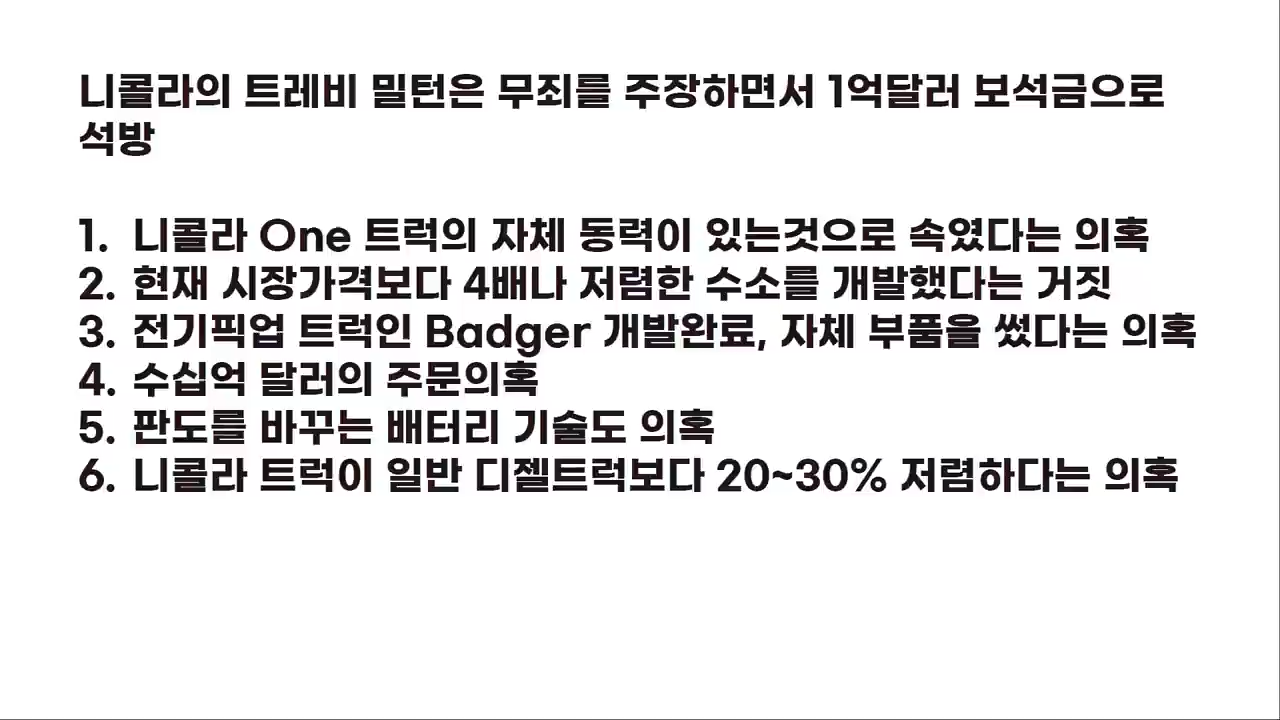 니콜라의 트레비 밀턴은 무죄를 주장하면서 1억달러 보석금으로
석방
1. 니콜라 One 트럭의 자체 동력이 있는것으로 속였다는 의혹
2. 현재 시장가격보다 4배나 저렴한 수소를 개발했다는 거짓
3. 전기픽업 트럭인 Badger 개발완료, 자체 부품을 썼다는 의혹
4. 수십억 달러의 주문의혹
5. 판도를 바꾸는 배터리 기술도 의혹
6. 니콜라 트럭이 일반 디젤트럭보다 20~30% 저렴하다는 의혹